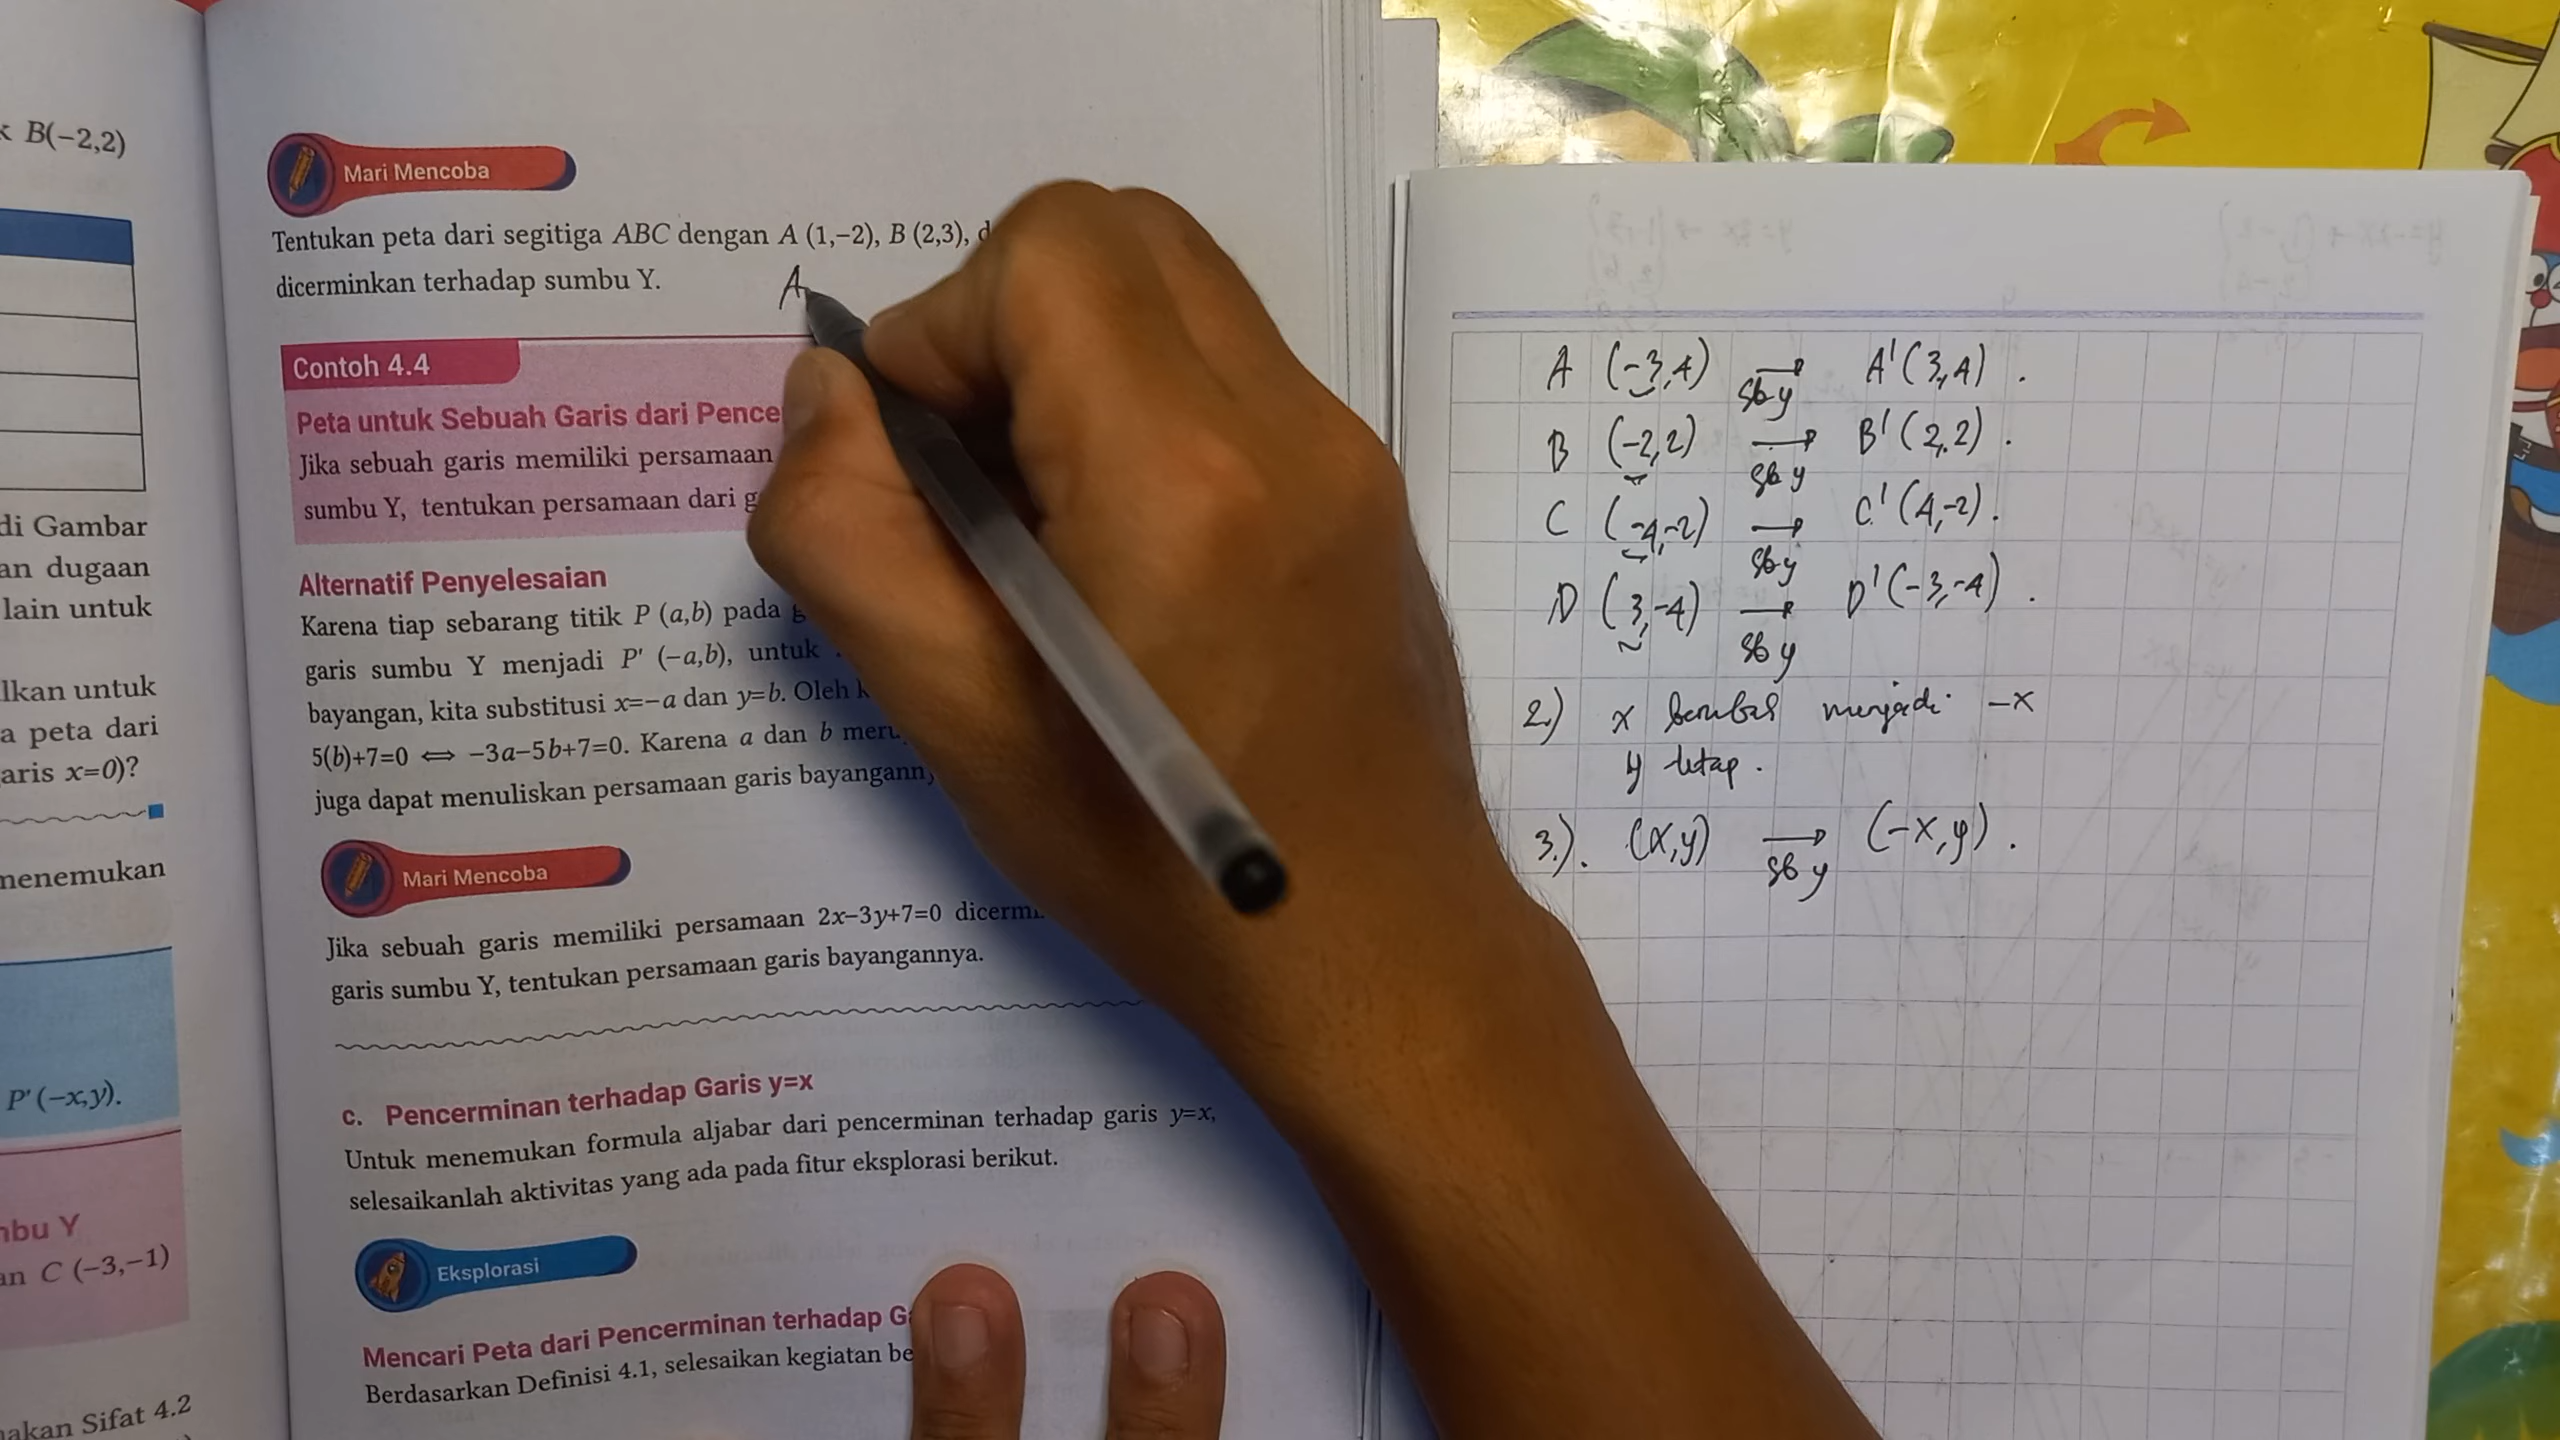 B(−2,2)
di Gambar
an dugaan
lain untuk
lkan untuk
a peta dari
aris x=0)?
menemukan
P' (−x,y).
mbu Y
an C (−3,−1)
akan Sifat 4.2
Mari Mencoba
Tentukan peta dari segitiga ABC dengan A (1,−2), B (2,3), d
dicerminkan terhadap sumbu Y.
A
Contoh 4.4
Peta untuk Sebuah Garis dari Pence
Jika sebuah garis memiliki persamaan
sumbu Y, tentukan persamaan dari g
Alternatif Penyelesaian
Karena tiap sebarang titik P (a,b) pada g
garis sumbu Y menjadi P' (−a,b), untuk
bayangan, kita substitusi x=−a dan y=b. Oleh k
5(b)+7=0 ⟺ −3a−5b+7=0. Karena a dan b meru
juga dapat menuliskan persamaan garis bayangann
Mari Mencoba
Jika sebuah garis memiliki persamaan 2x−3y+7=0 dicermi
garis sumbu Y, tentukan persamaan garis bayangannya.
c. Pencerminan terhadap Garis y=x
Untuk menemukan formula aljabar dari pencerminan terhadap garis y=x,
selesaikanlah aktivitas yang ada pada fitur eksplorasi berikut.
Eksplorasi
Mencari Peta dari Pencerminan terhadap Ga
Berdasarkan Definisi 4.1, selesaikan kegiatan be
A (-3,4) → sb y A'(3,4).
B (-2,2) → sb y B'(2,2).
C (-4,-2) → sb y C'(4,-2).
D (3,-4) → sb y D'(-3,-4).
2.) x berubah menjadi -x
y tetap.
3.). (x,y) → sb y (-x,y).